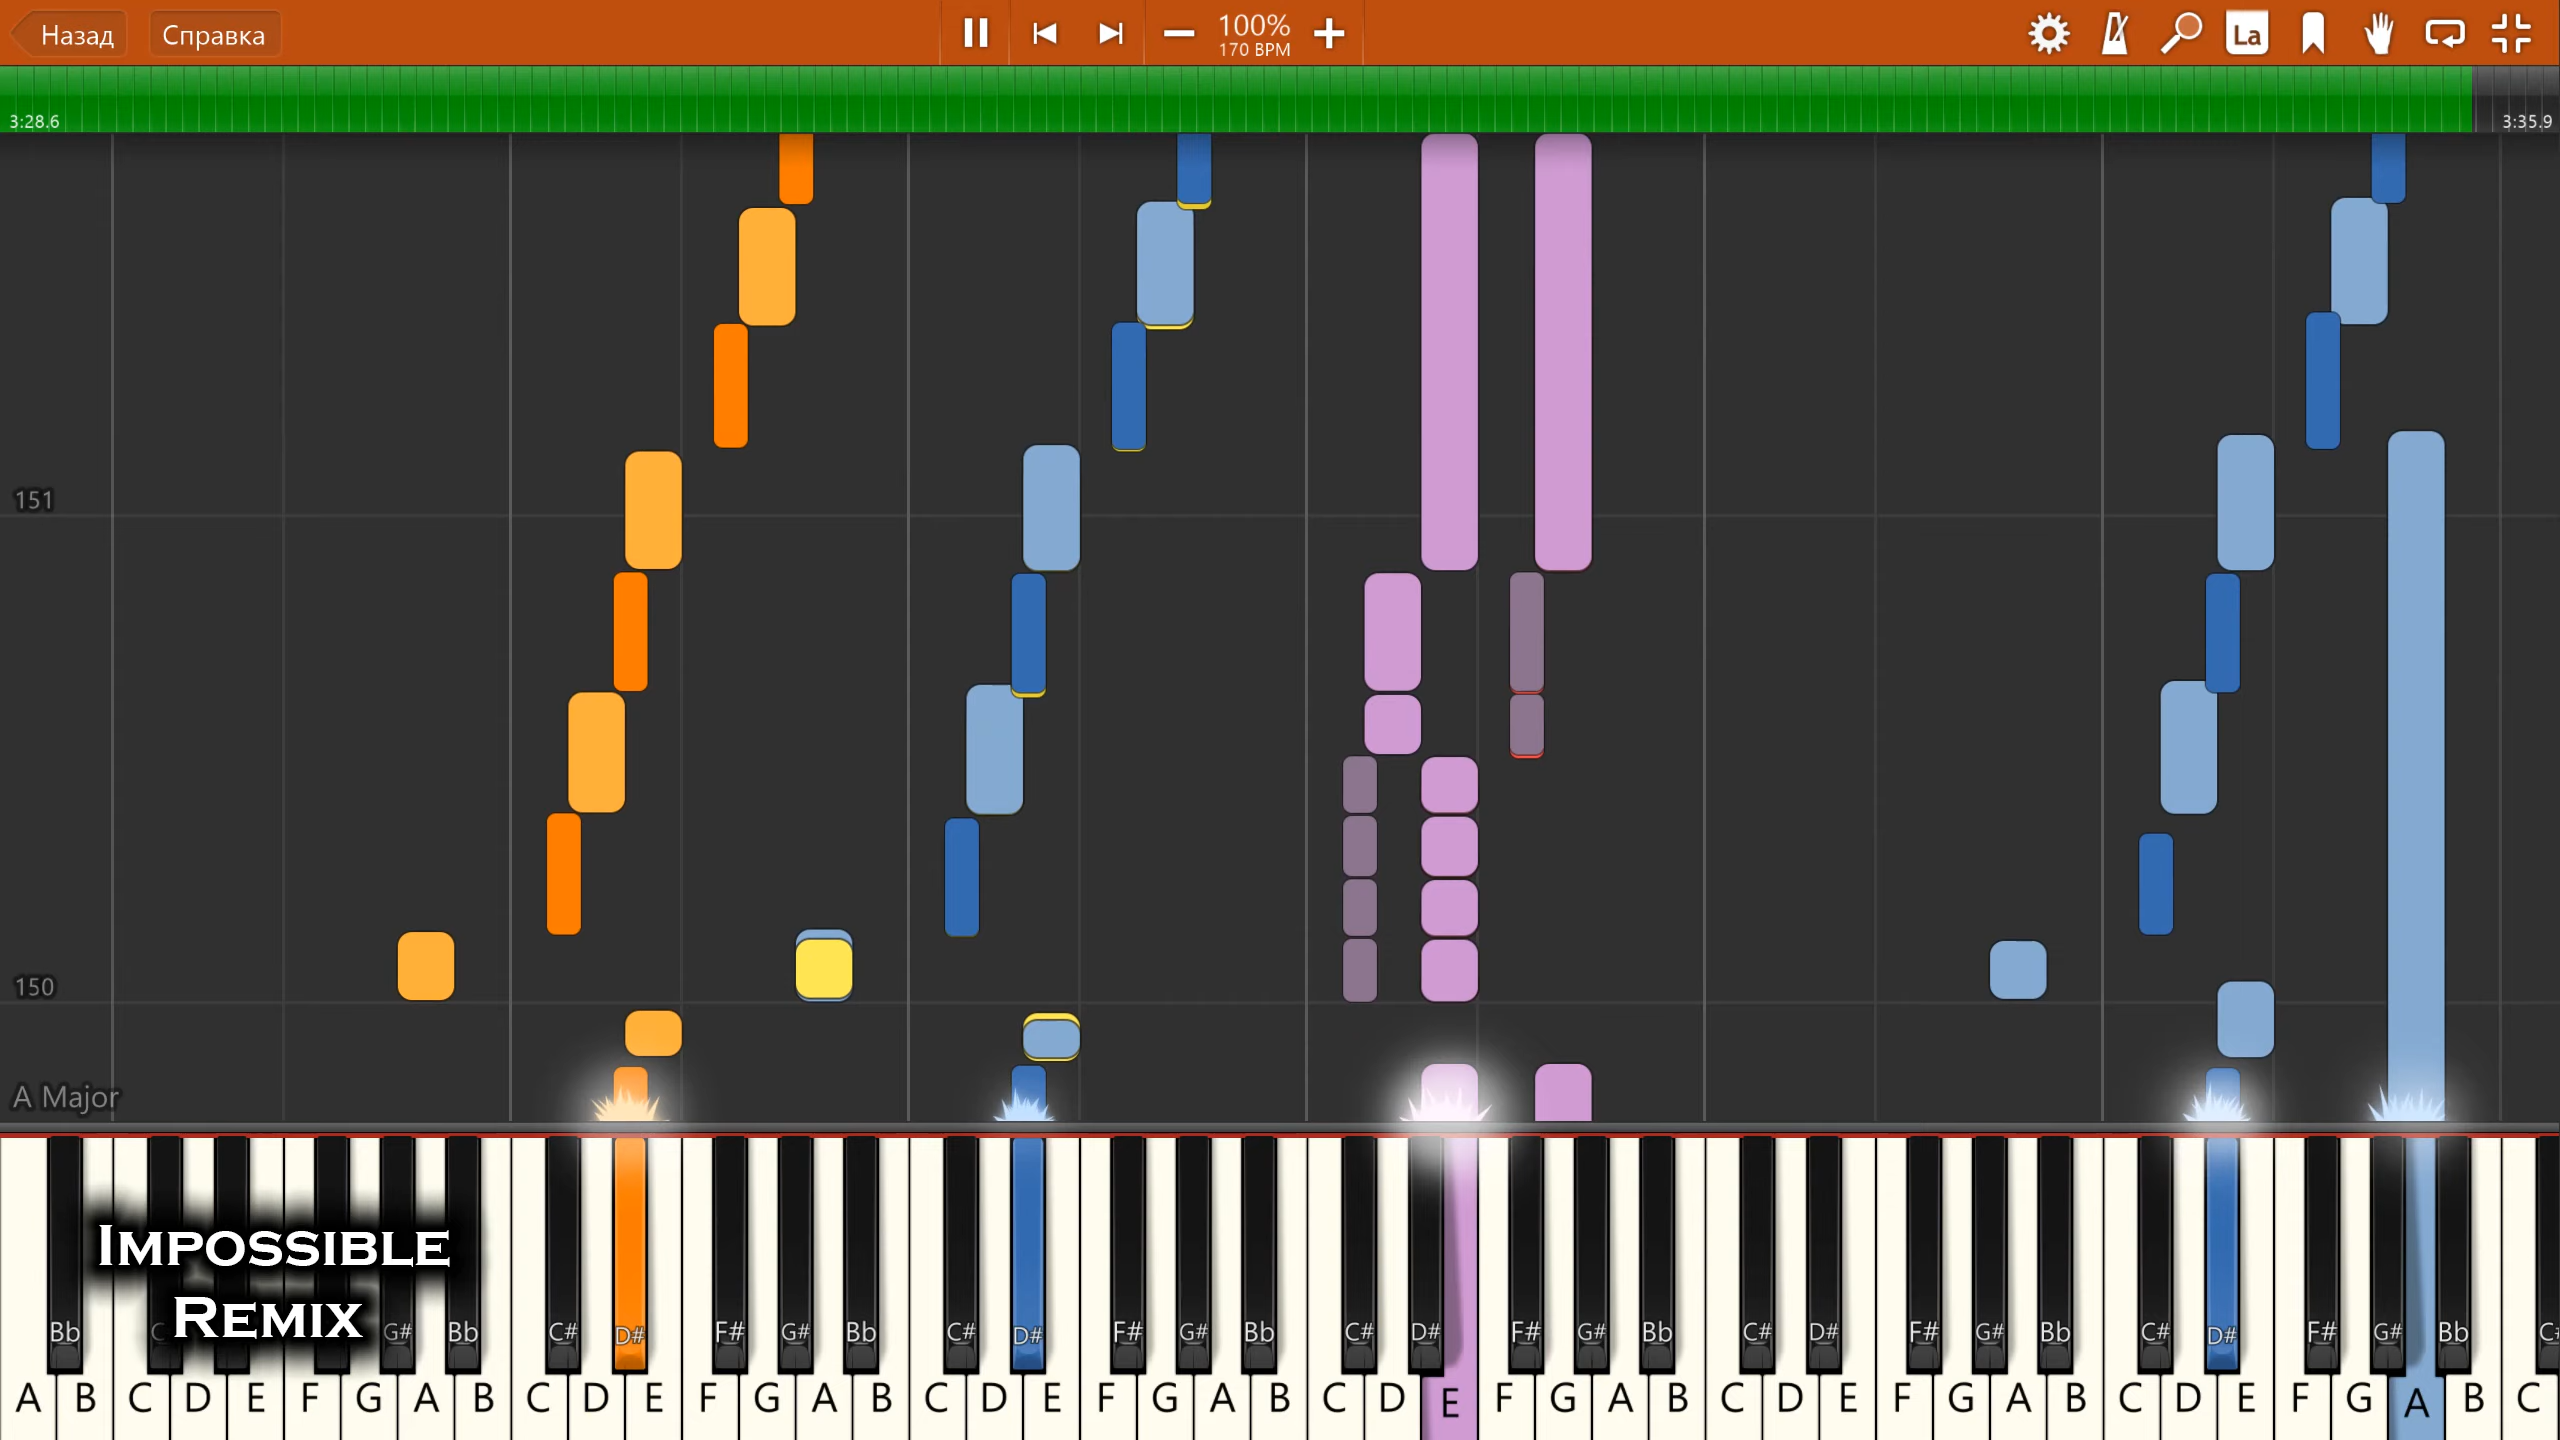 Назад Справка 100%
170 BPM
La
3:28.6 3:35.9
151
150
A Major
IMPOSSIBLE
REMIX
Bb C G# Bb C# D# F# G# Bb C# D# F# G# Bb C# D# F# G# Bb C# D# F# G# Bb C# D# F# G# Bb C#
A B C D E F G A B C D E F G A B C D E F G A B C D E F G A B C D E F G A B C D E F G A B C